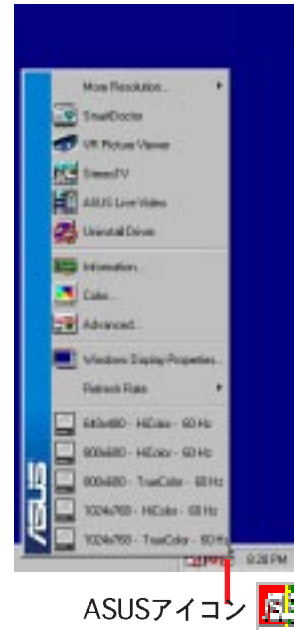 More Resolution...
SmartDoctor
VR Picture Viewer
StereoTV
ASUS Live Video
Uninstall Driver
Information...
Color...
Advanced...
Windows Display Properties...
Refresh Rate
640x480 - HiColor - 60 Hz
800x600 - HiColor - 60 Hz
800x600 - TrueColor - 60 Hz
1024x768 - HiColor - 60 Hz
1024x768 - TrueColor - 60 Hz
ASUS
8:28 PM
ASUSアイコン